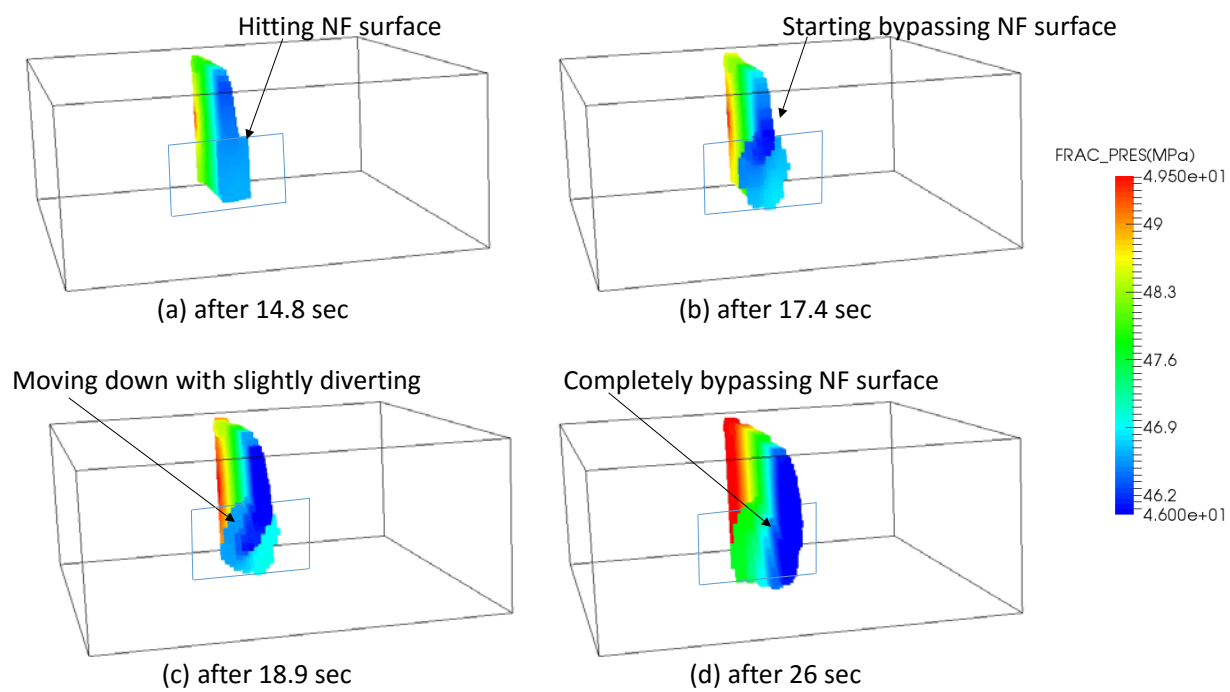 Hitting NF surface
Starting bypassing NF surface
(a) after 14.8 sec
(b) after 17.4 sec
FRAC_PRES(MPa)
4.950e+01
49
48.3
47.6
46.9
46.2
4.600e+01
Moving down with slightly diverting
Completely bypassing NF surface
(c) after 18.9 sec
(d) after 26 sec